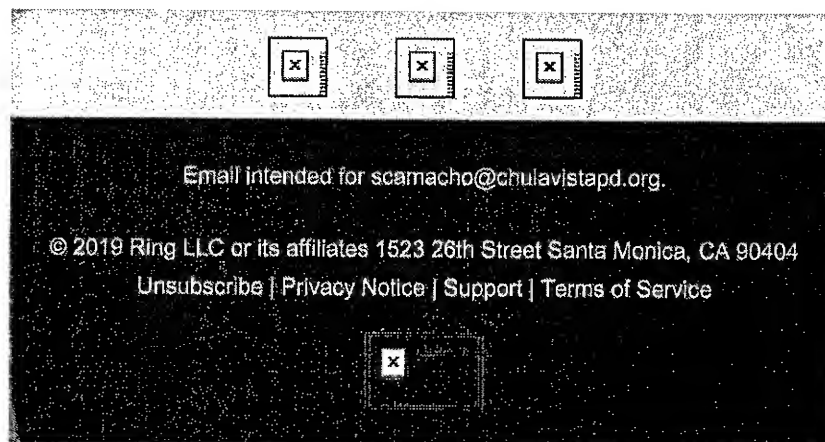 Email intended for scamacho@chulavistapd.org.
© 2019 Ring LLC or its affiliates 1523 26th Street Santa Monica, CA 90404
Unsubscribe | Privacy Notice | Support | Terms of Service